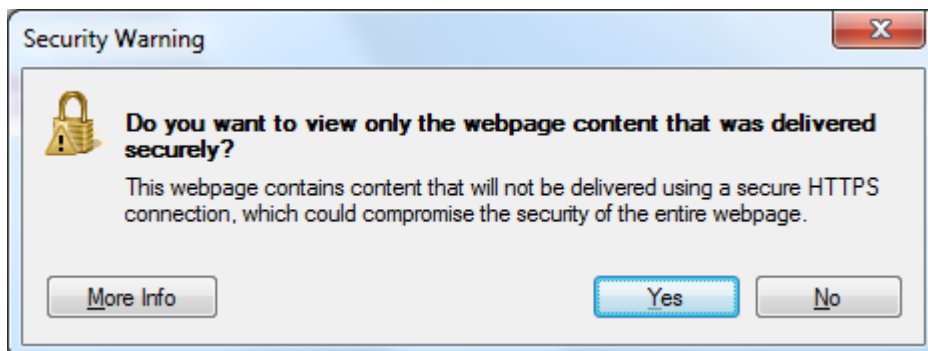 Security Warning
Do you want to view only the webpage content that was delivered
securely?
This webpage contains content that will not be delivered using a secure HTTPS
connection, which could compromise the security of the entire webpage.
More Info
Yes
No